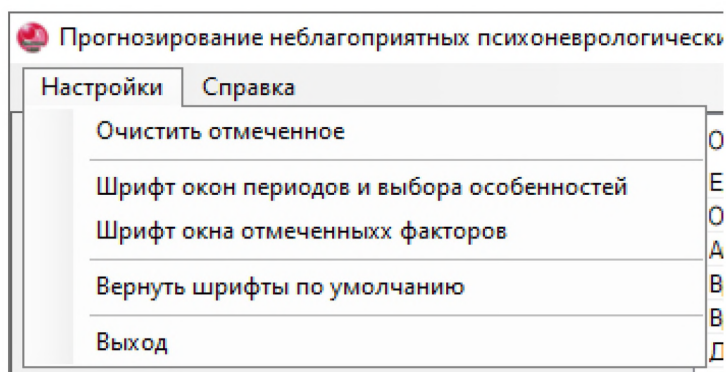 Прогнозирование неблагоприятных психоневрологически
Настройки Справка
Очистить отмеченное
Шрифт окон периодов и выбора особенностей
Шрифт окна отмеченныхх факторов
Вернуть шрифты по умолчанию
Выход